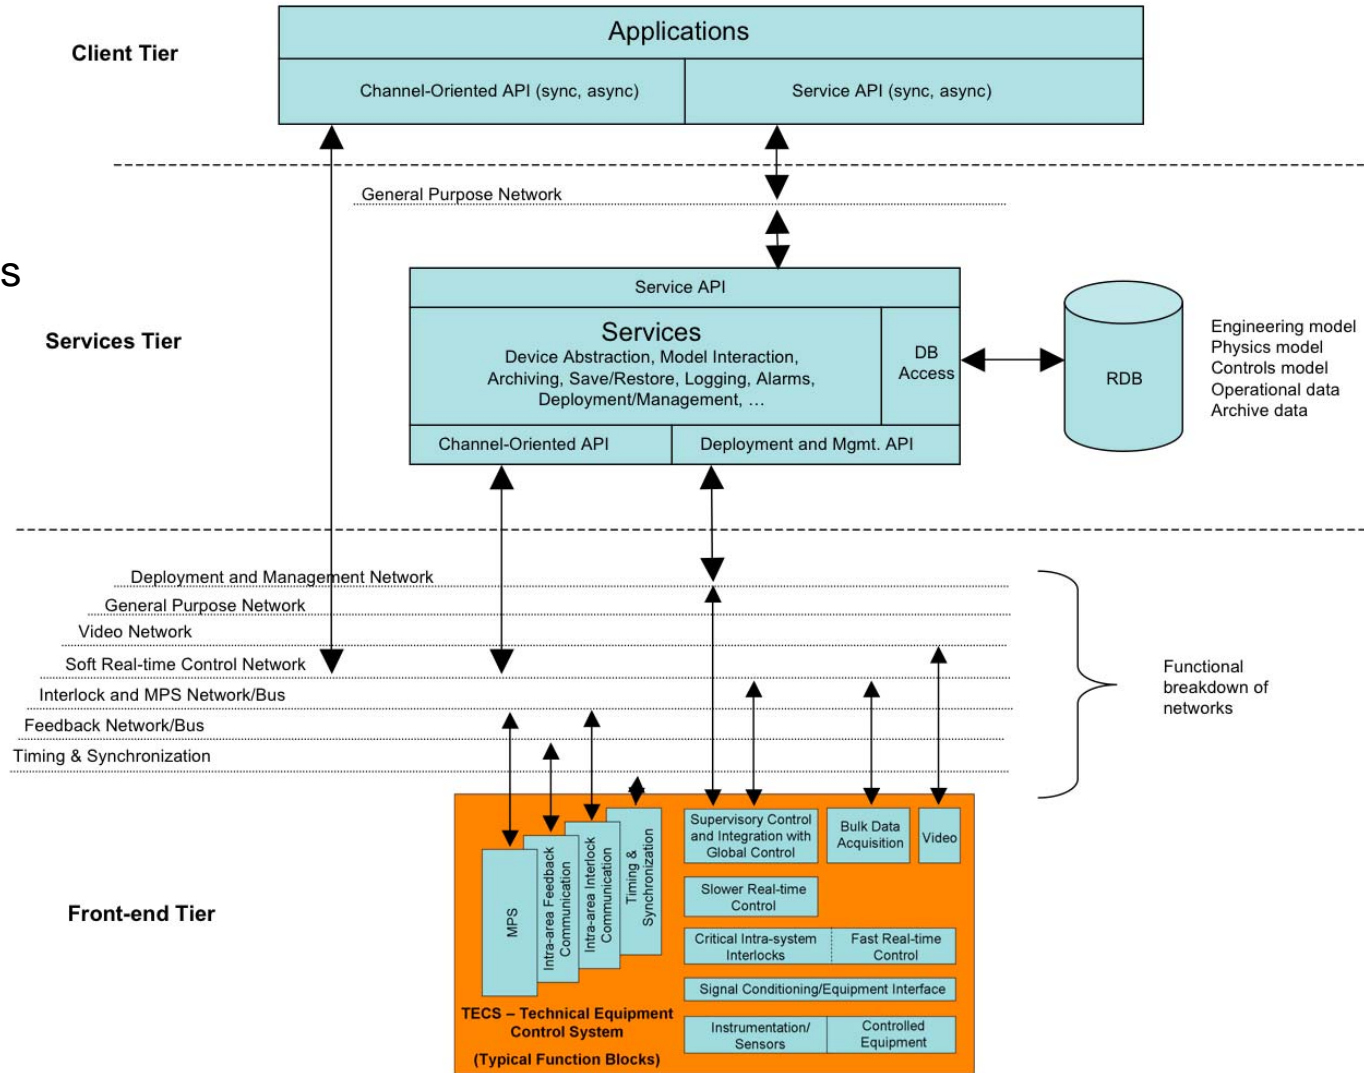 Client Tier
Applications
Channel-Oriented API (sync, async)
Service API (sync, async)
General Purpose Network
s
Services Tier
Service API
Services
Device Abstraction, Model Interaction,
Archiving, Save/Restore, Logging, Alarms,
Deployment/Management, …
DB
Access
RDB
Engineering model
Physics model
Controls model
Operational data
Archive data
Channel-Oriented API
Deployment and Mgmt. API
Deployment and Management Network
General Purpose Network
Video Network
Soft Real-time Control Network
Interlock and MPS Network/Bus
Feedback Network/Bus
Timing & Synchronization
Functional
breakdown of
networks
Front-end Tier
MPS
Intra-area Feedback
Communication
Intra-area Interlock
Communication
Timing &
Synchronization
Supervisory Control
and Integration with
Global Control
Bulk Data
Acquisition
Video
Slower Real-time
Control
Critical Intra-system
Interlocks
Fast Real-time
Control
Signal Conditioning/Equipment Interface
Instrumentation/
Sensors
Controlled
Equipment
TECS – Technical Equipment
Control System
(Typical Function Blocks)